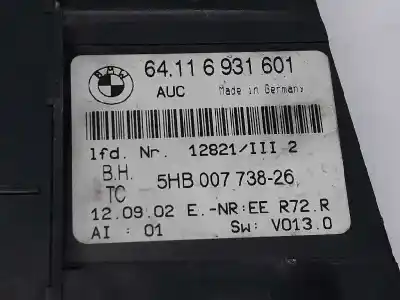 BMW
64.11 6 931 601
AUC Made in Germany
lfd. Nr. 12821/III 2
B.H.
TC 5HB 007 738-26
12.09.02 E.-NR:EE R72.R
AI : 01 SW: V013.0